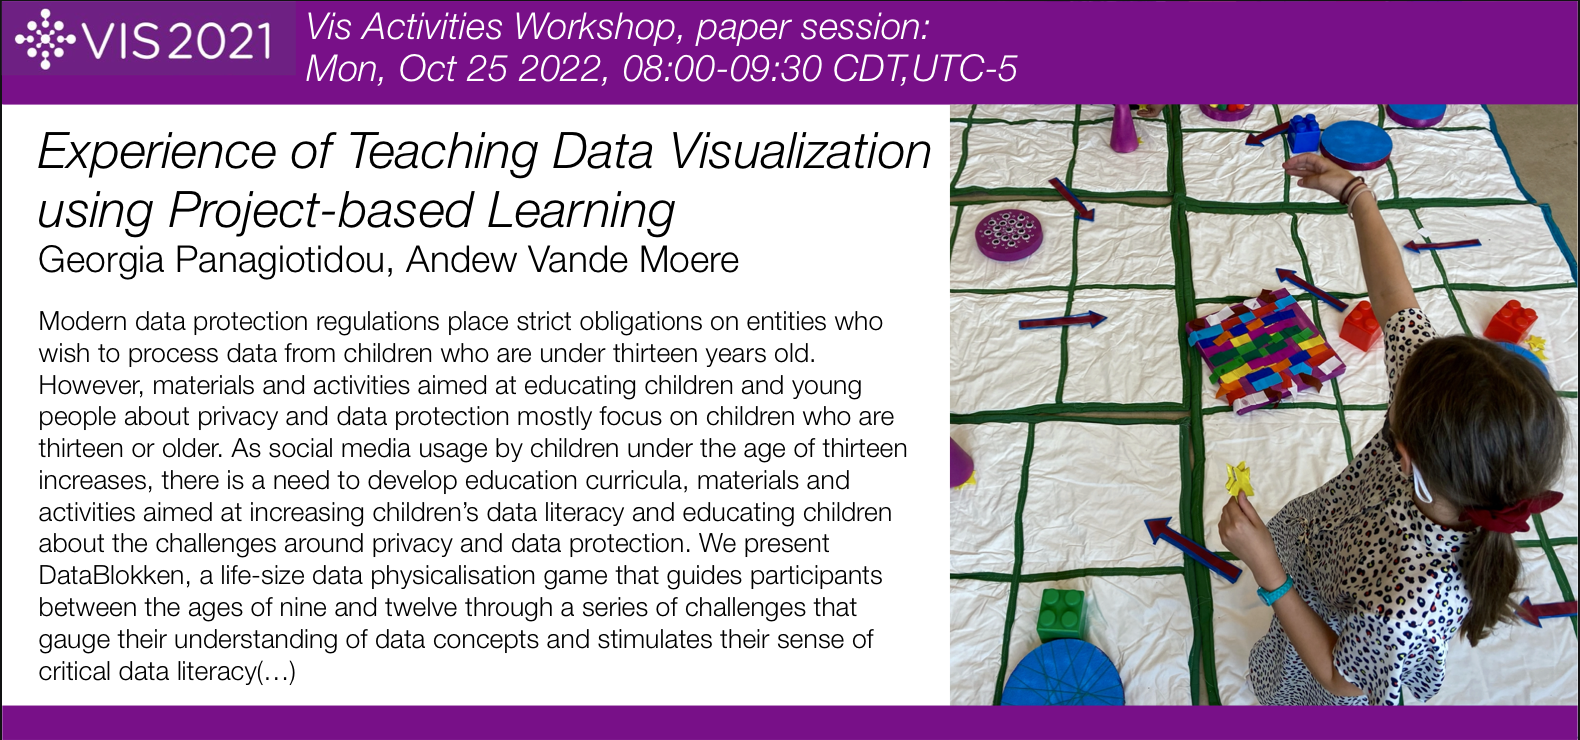 VIS2021
Vis Activities Workshop, paper session:
Mon, Oct 25 2022, 08:00-09:30 CDT,UTC-5
Experience of Teaching Data Visualization
using Project-based Learning
Georgia Panagiotidou, Andew Vande Moere
Modern data protection regulations place strict obligations on entities who
wish to process data from children who are under thirteen years old.
However, materials and activities aimed at educating children and young
people about privacy and data protection mostly focus on children who are
thirteen or older. As social media usage by children under the age of thirteen
increases, there is a need to develop education curricula, materials and
activities aimed at increasing children’s data literacy and educating children
about the challenges around privacy and data protection. We present
DataBlokken, a life-size data physicalisation game that guides participants
between the ages of nine and twelve through a series of challenges that
gauge their understanding of data concepts and stimulates their sense of
critical data literacy(…)